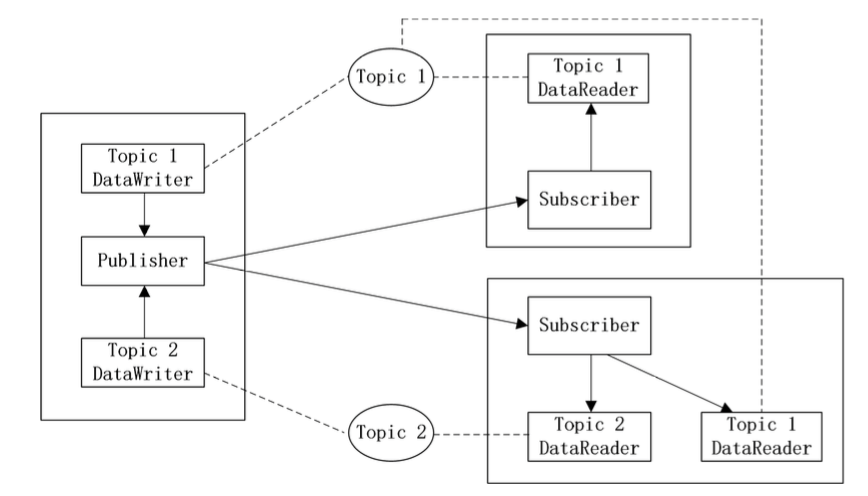 Topic 1
DataWriter
Publisher
Topic 2
DataWriter
Topic 1
Topic 2
Topic 1
DataReader
Subscriber
Subscriber
Topic 2
DataReader
Topic 1
DataReader